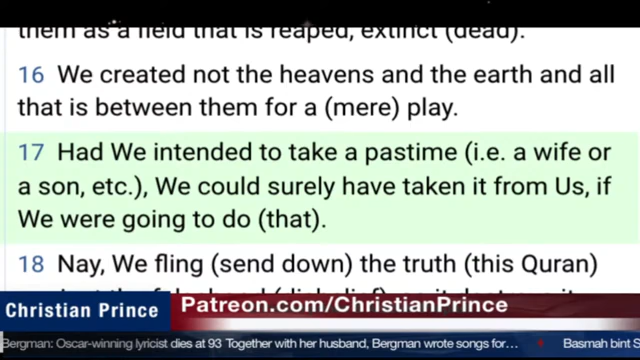 them as a field that is reaped, extinct (dead).
16 We created not the heavens and the earth and all
that is between them for a (mere) play.
17 Had We intended to take a pastime (i.e. a wife or
a son, etc.), We could surely have taken it from Us, if
We were going to do (that).
18 Nay, We fling (send down) the truth (this Quran)
Christian Prince
Patreon.com/ChristianPrince
Bergman: Oscar-winning lyricist dies at 93 Together with her husband, Bergman wrote songs for… Basmah bint S